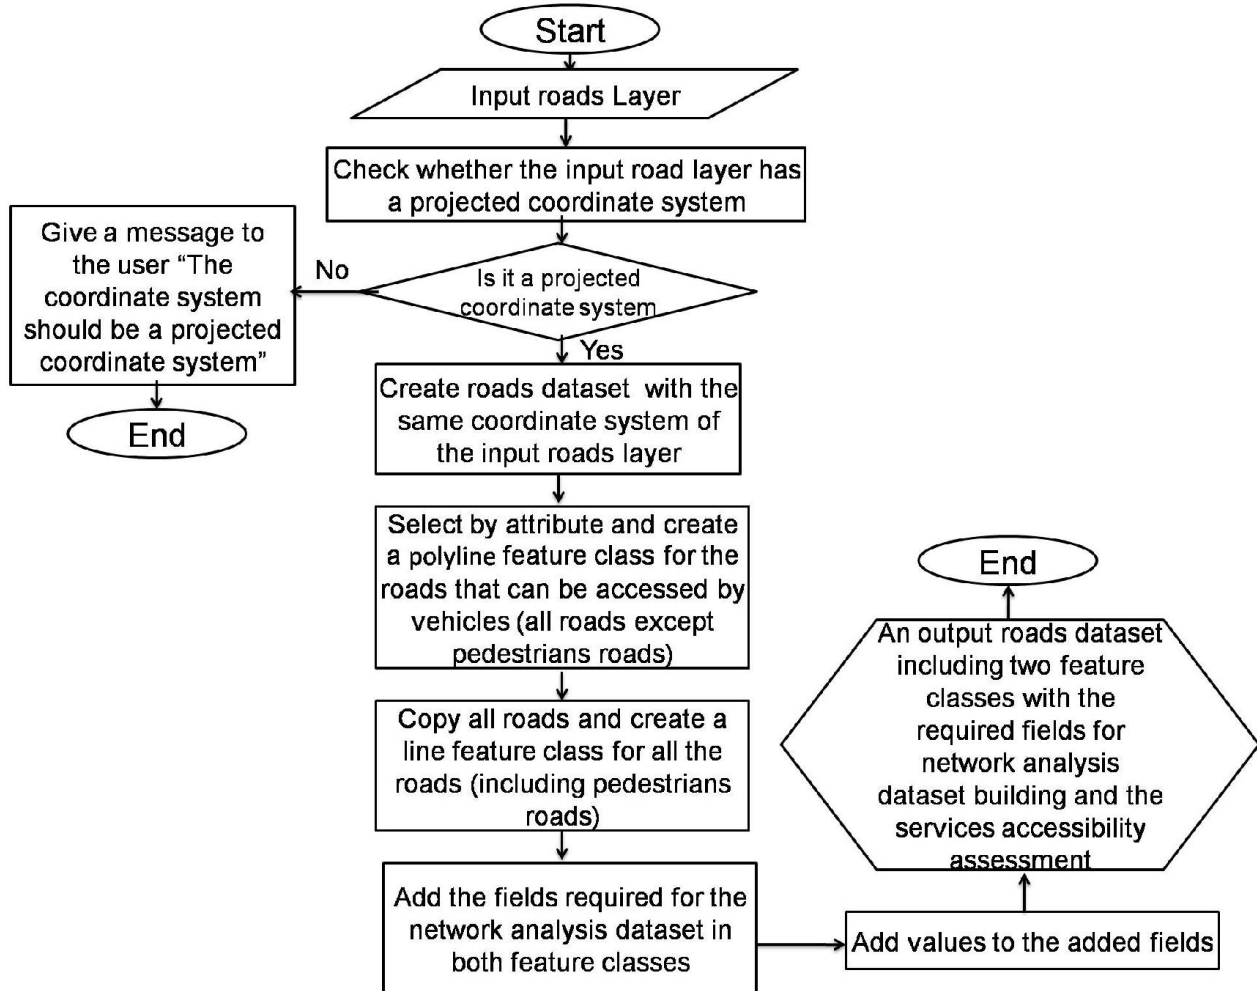 Start
Input roads Layer
Check whether the input road layer has
a projected coordinate system
Is it a projected
coordinate system
No
Give a message to
the user “The
coordinate system
should be a projected
coordinate system”
End
Yes
Create roads dataset with the
same coordinate system of
the input roads layer
Select by attribute and create
a polyline feature class for the
roads that can be accessed by
vehicles (all roads except
pedestrians roads)
Copy all roads and create a
line feature class for all the
roads (including pedestrians
roads)
Add the fields required for the
network analysis dataset in
both feature classes
Add values to the added fields
An output roads dataset
including two feature
classes with the
required fields for
network analysis
dataset building and the
services accessibility
assessment
End